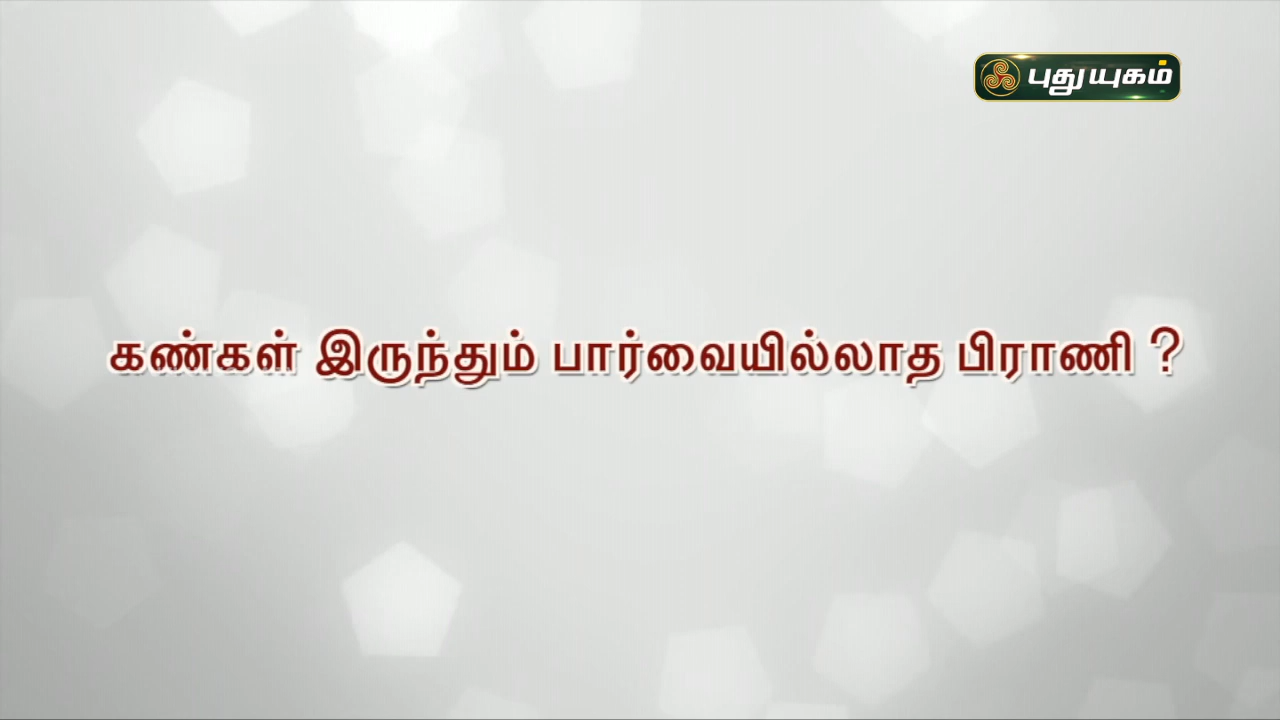 புதுயுகம்
கண்கள் இருந்தும் பார்வையில்லாத பிராணி ?